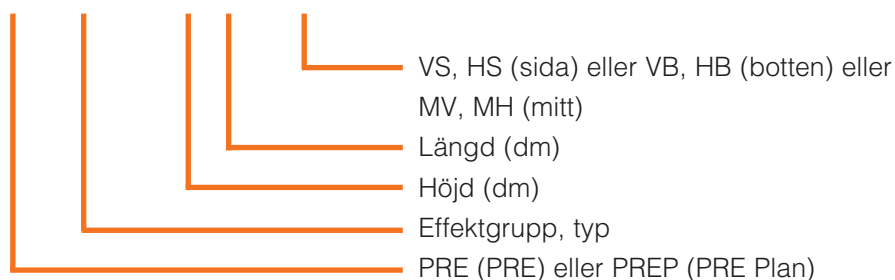 VS, HS (sida) eller VB, HB (botten) eller
MV, MH (mitt)
Längd (dm)
Höjd (dm)
Effektgrupp, typ
PRE (PRE) eller PREP (PRE Plan)